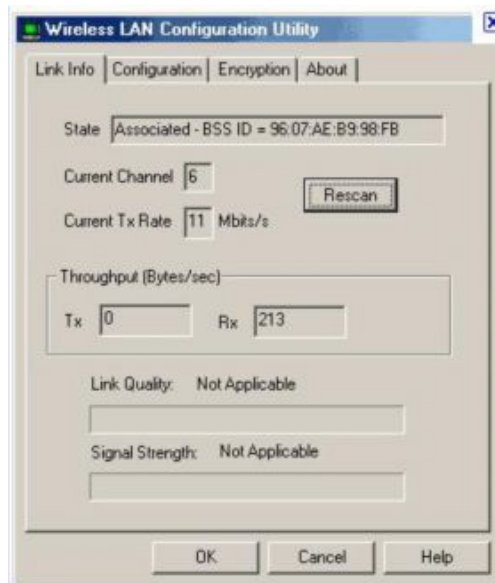 Wireless LAN Configuration Utility
Link Info Configuration Encryption About
State Associated - BSS ID = 96:07:AE:B9:98:FB
Current Channel 6
Rescan
Current Tx Rate 11 Mbits/s
Throughput (Bytes/sec)
Tx 0 Rx 213
Link Quality: Not Applicable
Signal Strength: Not Applicable
OK Cancel Help